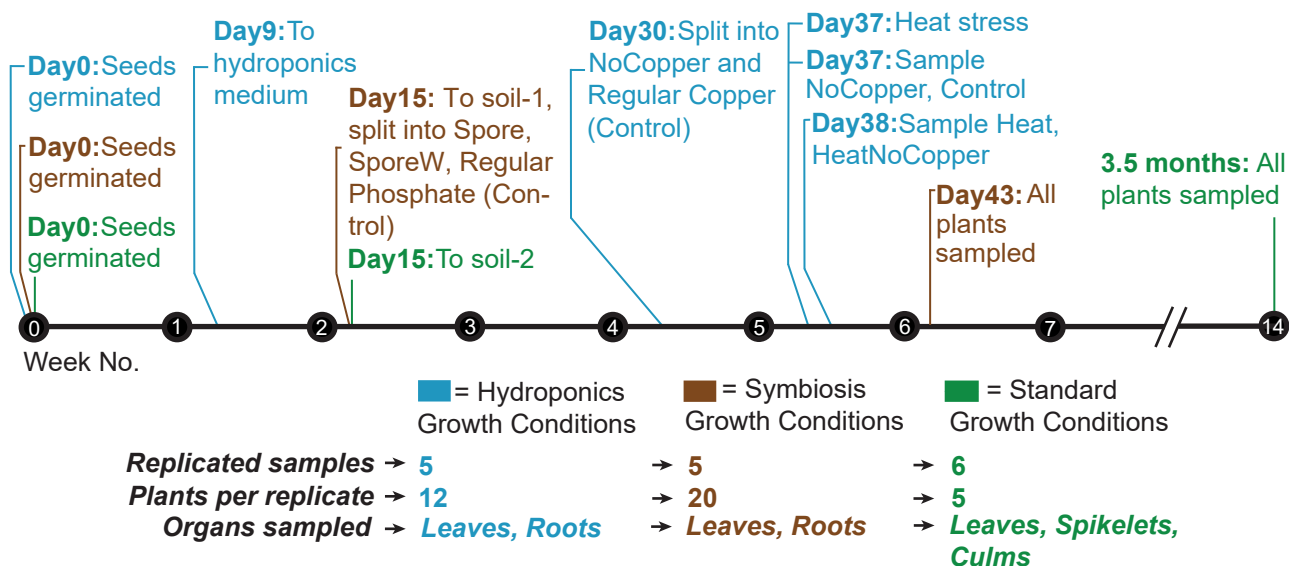 Day0:Seeds
germinated
Day0:Seeds
germinated
Day0:Seeds
germinated
Day9:To
hydroponics
medium
Day15: To soil-1,
split into Spore,
SporeW, Regular
Phosphate (Con-
trol)
Day15:To soil-2
Day30:Split into
NoCopper and
Regular Copper
(Control)
Day37:Heat stress
Day37:Sample
NoCopper, Control
Day38:Sample Heat,
HeatNoCopper
Day43: All
plants
sampled
3.5 months: All
plants sampled
0 1 2 3 4 5 6 7 14
Week No.
= Hydroponics
Growth Conditions
= Symbiosis
Growth Conditions
= Standard
Growth Conditions
Replicated samples → 5 → 5 → 6
Plants per replicate → 12 → 20 → 5
Organs sampled → Leaves, Roots → Leaves, Roots → Leaves, Spikelets,
Culms